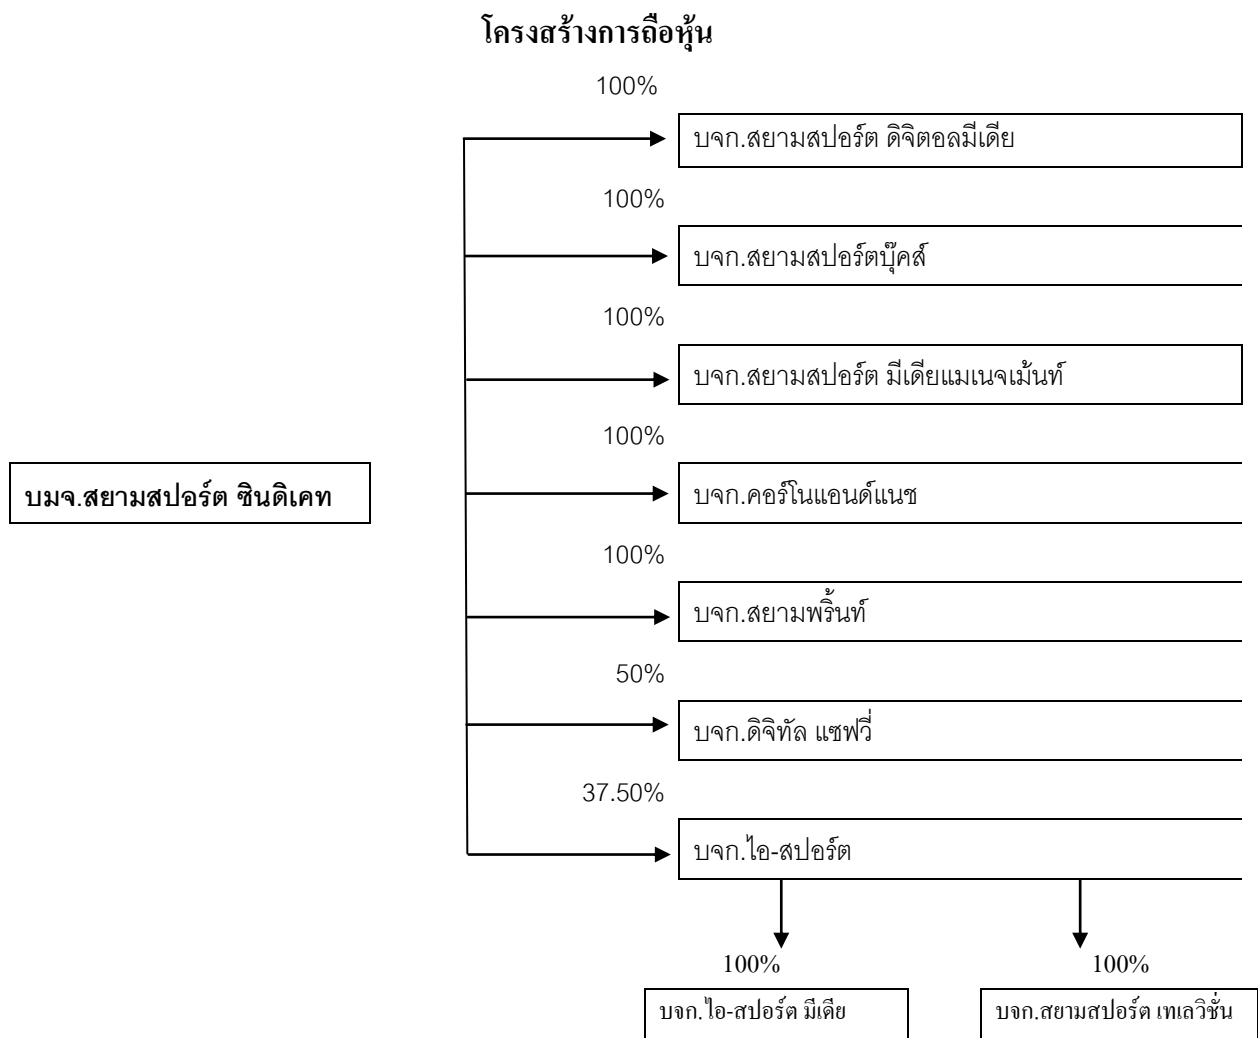 โครงสร้างการถือหุ้น
100%
บจก.สยามสปอร์ต ดิจิตอลมีเดีย
100%
บจก.สยามสปอร์ตบุ๊คส์
100%
บจก.สยามสปอร์ต มีเดียแมเนจเม้นท์
100%
บมจ.สยามสปอร์ต ซินดิเคท
บจก.คอร์โนแอนด์แนช
100%
บจก.สยามพริ้นท์
50%
บจก.ดิจิทัล แซฟวี่
37.50%
บจก.ไอ-สปอร์ต
100% 100%
บจก.ไอ-สปอร์ต มีเดีย บจก.สยามสปอร์ต เทเลวิชั่น